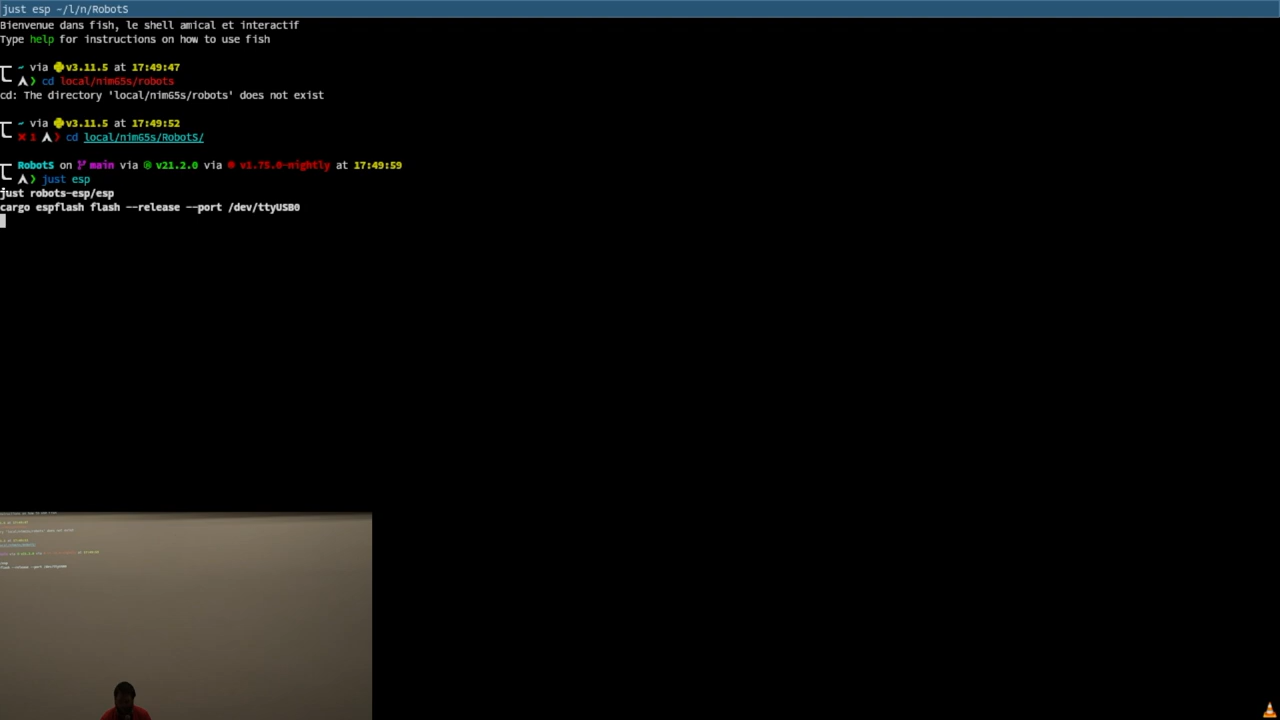 just esp ~/l/n/RobotS
Bienvenue dans fish, le shell amical et interactif
Type help for instructions on how to use fish
~ via v3.11.5 at 17:49:47
❯ cd local/nim65s/robots
cd: The directory 'local/nim65s/robots' does not exist
~ via v3.11.5 at 17:49:52
✖ 1 ❯ cd local/nim65s/RobotS/
RobotS on main via v21.2.0 via v1.75.0-nightly at 17:49:59
❯ just esp
just robots-esp/esp
cargo espflash flash --release --port /dev/ttyUSB0